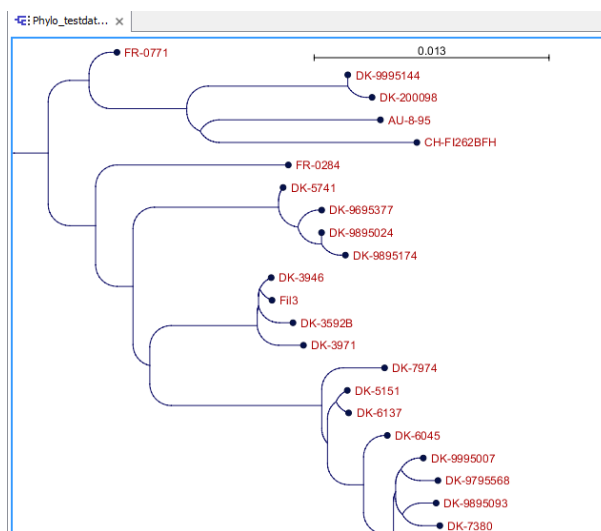 Phylo_testdat...
FR-0771
0.013
DK-9995144
DK-200098
AU-8-95
CH-FI262BFH
FR-0284
DK-5741
DK-9695377
DK-9895024
DK-9895174
DK-3946
Fil3
DK-3592B
DK-3971
DK-7974
DK-5151
DK-6137
DK-6045
DK-9995007
DK-9795568
DK-9895093
DK-7380